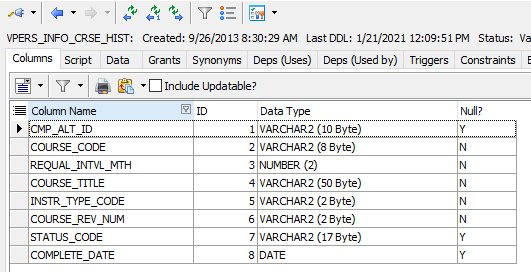 VPERS_INFO_CRSE_HIST: Created: 9/26/2013 8:30:29 AM Last DDL: 1/21/2021 12:09:51 PM Status: Va
Columns Script Data Grants Synonyms Deps (Uses) Deps (Used by) Triggers Constraints E
Include Updatable?
Column Name ID Data Type Null?
CMP_ALT_ID 1 VARCHAR2 (10 Byte) Y
COURSE_CODE 2 VARCHAR2 (8 Byte) N
REQUAL_INTVL_MTH 3 NUMBER (2) N
COURSE_TITLE 4 VARCHAR2 (50 Byte) N
INSTR_TYPE_CODE 5 VARCHAR2 (2 Byte) N
COURSE_REV_NUM 6 VARCHAR2 (2 Byte) N
STATUS_CODE 7 VARCHAR2 (17 Byte) Y
COMPLETE_DATE 8 DATE Y